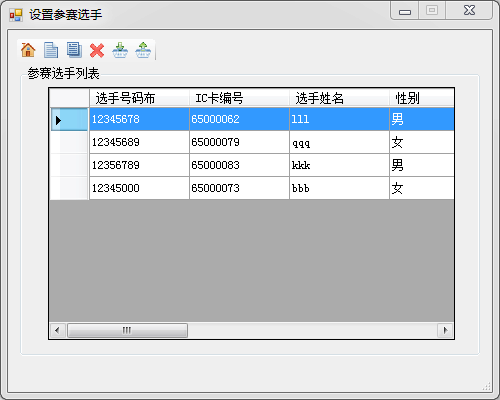 设置参赛选手
参赛选手列表
选手号码布 IC卡编号 选手姓名 性别
12345678 65000062 lll 男
12345689 65000079 qqq 女
12356789 65000083 kkk 男
12345000 65000073 bbb 女